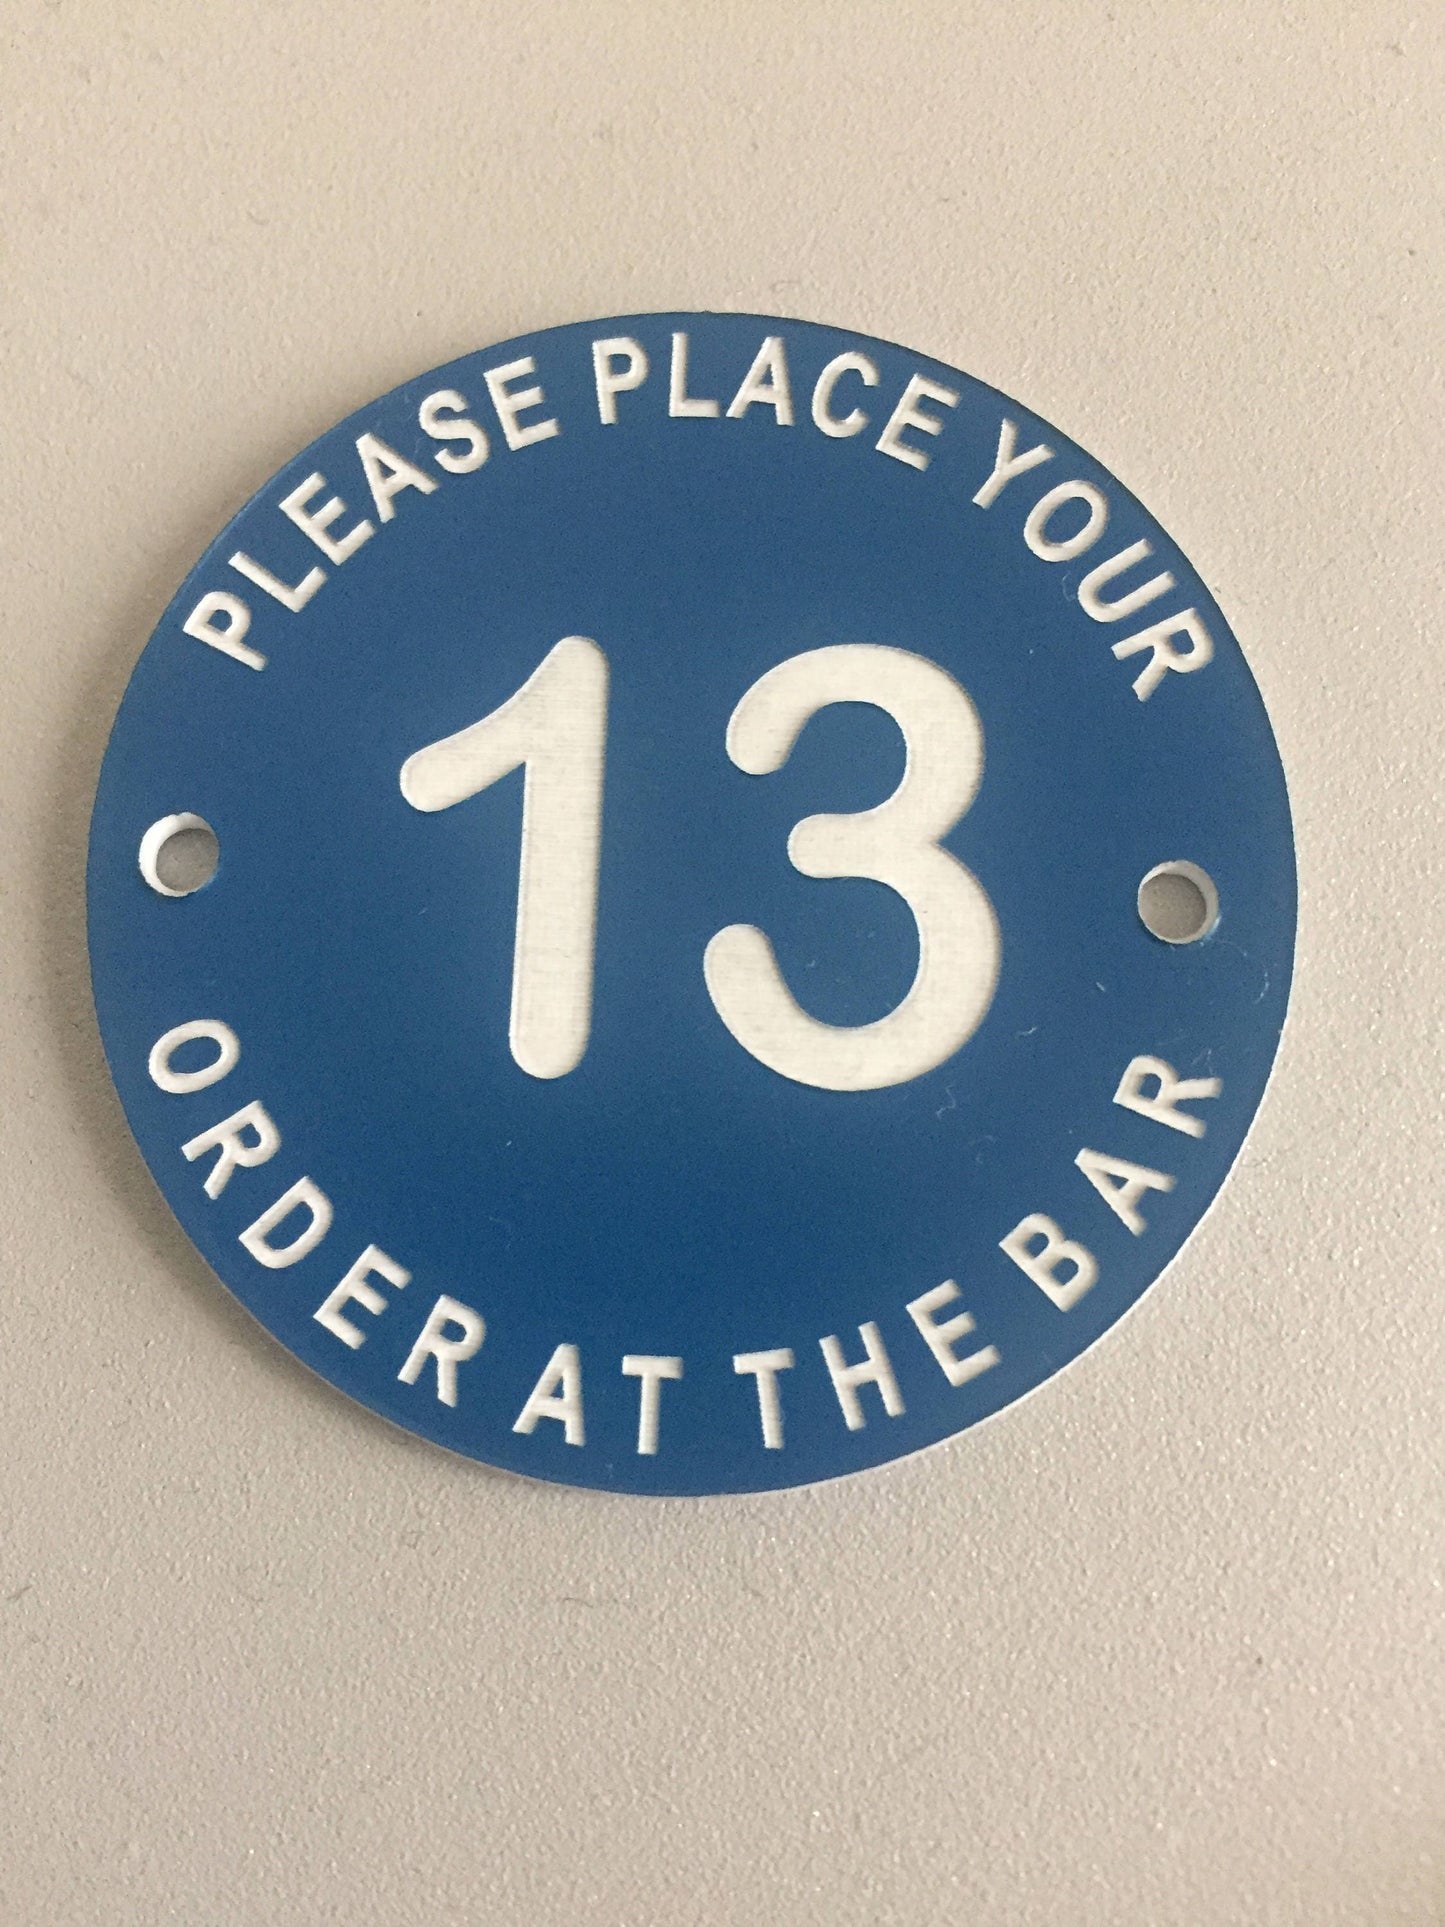 PLEASE PLACE YOUR
13
ORDER AT THE BAR